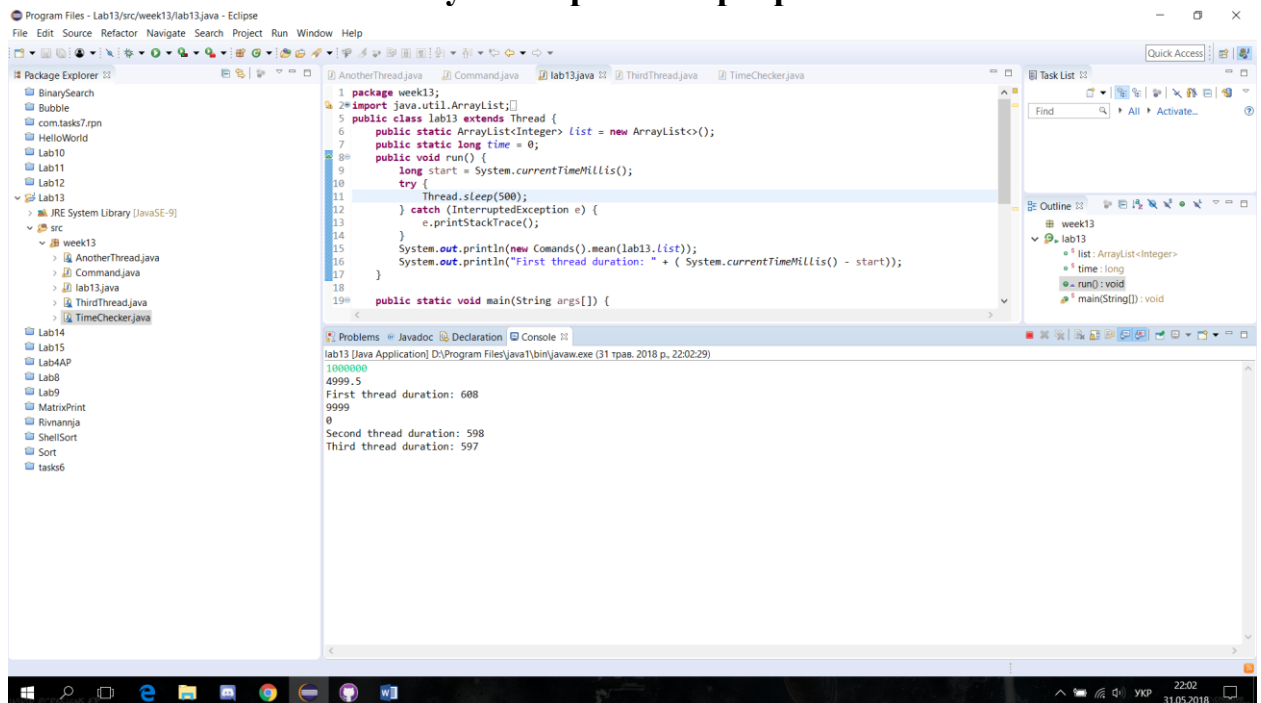 Program Files - Lab13/src/week13/lab13.java - Eclipse
File Edit Source Refactor Navigate Search Project Run Window Help
Quick Access
Package Explorer
BinarySearch
Bubble
com.tasks7.rpn
HelloWorld
Lab10
Lab11
Lab12
Lab13
JRE System Library [JavaSE-9]
src
week13
AnotherThread.java
Command.java
lab13.java
ThirdThread.java
TimeChecker.java
Lab14
Lab15
Lab4AP
Lab8
Lab9
MatrixPrint
Rivnannja
ShellSort
Sort
tasks6
AnotherThread.java Command.java lab13.java ThirdThread.java TimeChecker.java
1 package week13;
2 import java.util.ArrayList;
5 public class lab13 extends Thread {
6 public static ArrayList<Integer> list = new ArrayList<>();
7 public static long time = 0;
8 public void run() {
9 long start = System.currentTimeMillis();
10 try {
11 Thread.sleep(500);
12 } catch (InterruptedException e) {
13 e.printStackTrace();
14 }
15 System.out.println(new Comands().mean(lab13.list));
16 System.out.println("First thread duration: " + ( System.currentTimeMillis() - start));
17 }
18
19 public static void main(String args[]) {
Task List
Find All Activate...
Outline
week13
lab13
list : ArrayList<Integer>
time : long
run() : void
main(String[]) : void
Problems Javadoc Declaration Console
lab13 [Java Application] D:\Program Files\java1\bin\javaw.exe (31 трав. 2018 р., 22:02:29)
1000000
4999.5
First thread duration: 608
9999
0
Second thread duration: 598
Third thread duration: 597
УКР
22:02
31.05.2018